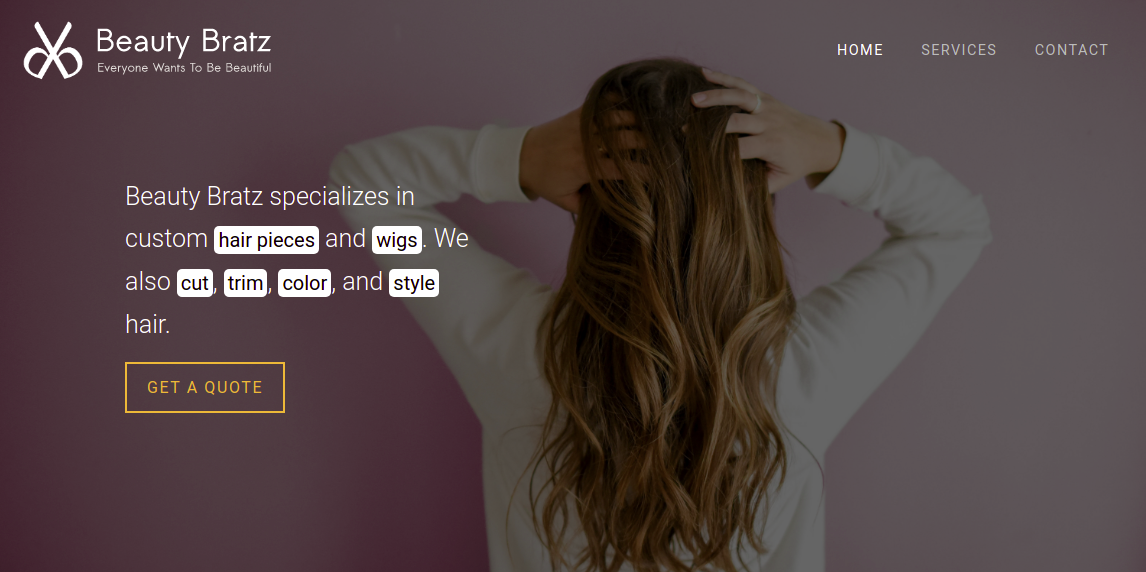 Beauty Bratz
Everyone Wants To Be Beautiful
HOME SERVICES CONTACT
Beauty Bratz specializes in
custom hair pieces and wigs. We
also cut, trim, color, and style
hair.
GET A QUOTE